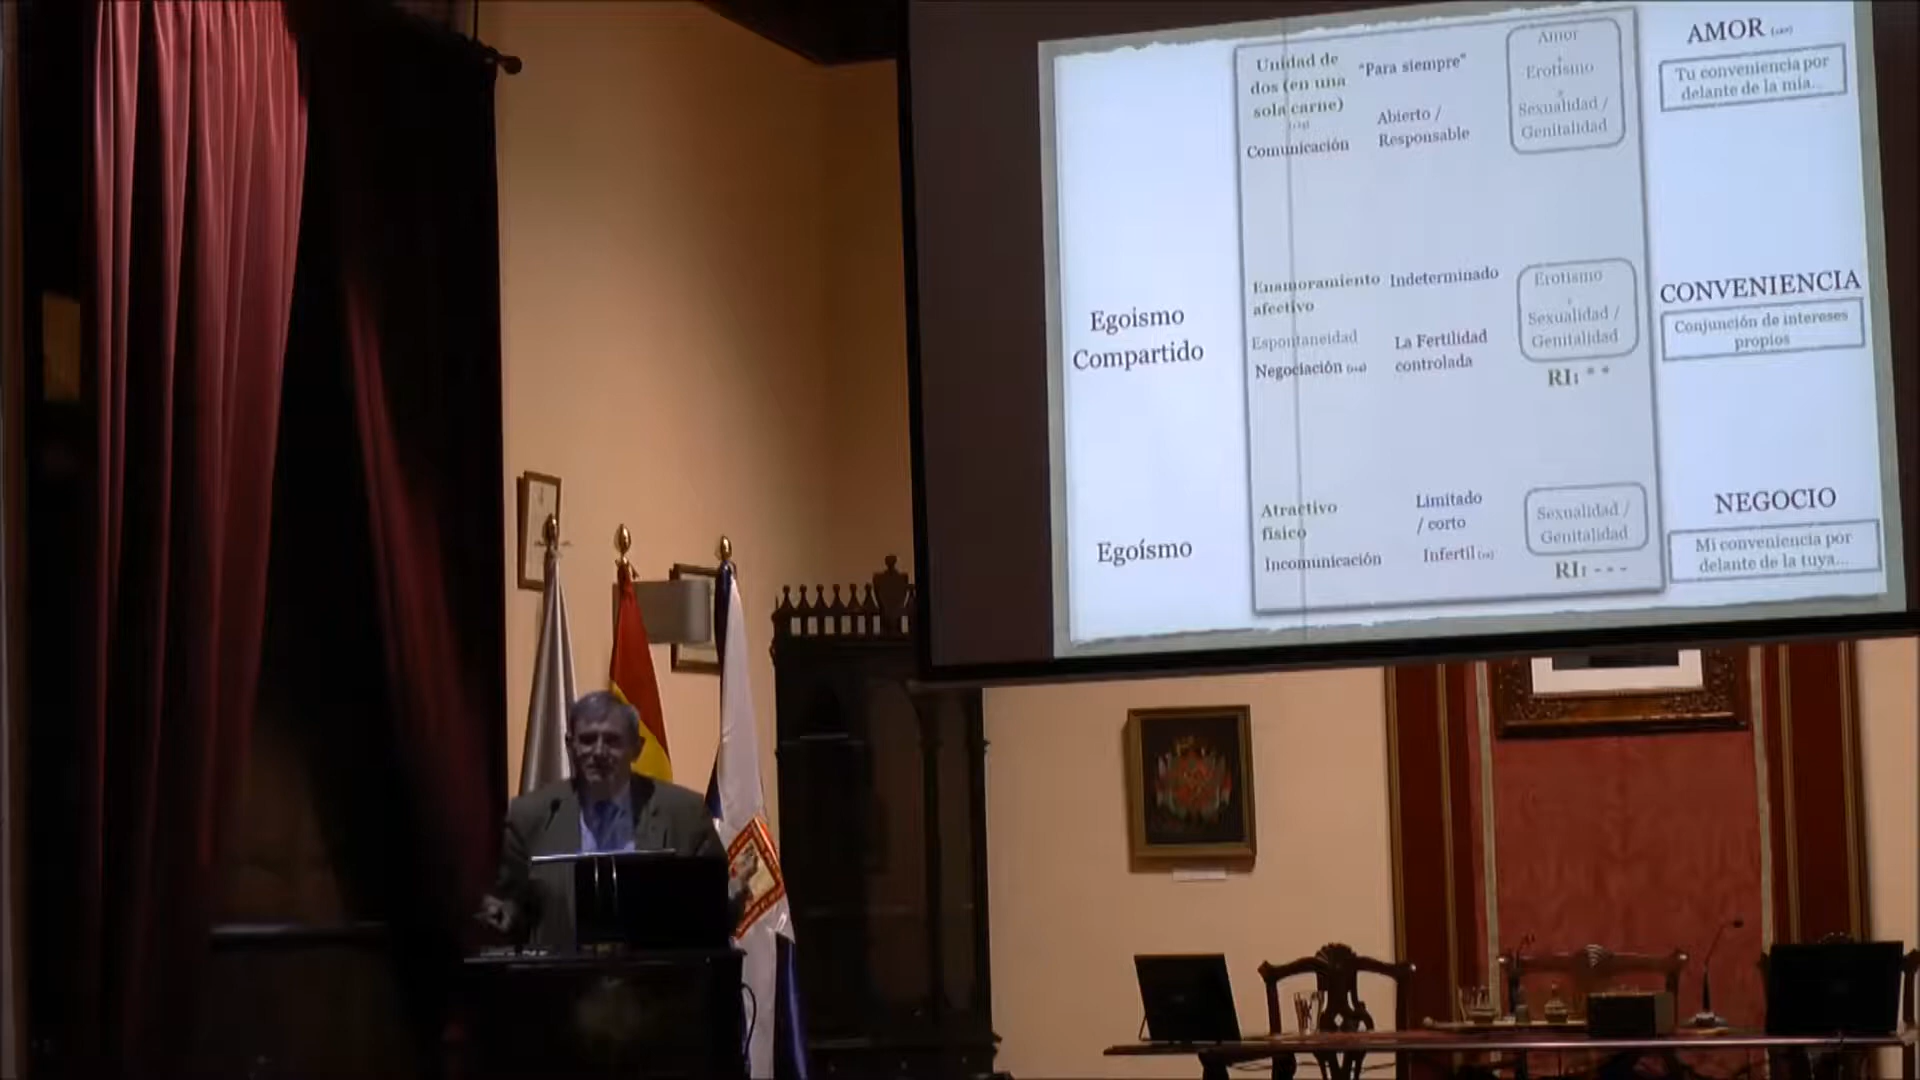 Unidad de
dos (en una
sola carne)
Comunicación
"Para siempre"
Abierto /
Responsable
Amor
+
Erotismo
+
Sexualidad /
Genitalidad
AMOR
Tu conveniencia por
delante de la mía...
Egoismo
Compartido
Enamoramiento
afectivo
Espontaneidad
Negociación
Indeterminado
La Fertilidad
controlada
Erotismo
+
Sexualidad /
Genitalidad
RI:
CONVENIENCIA
Conjunción de intereses
propios
Egoísmo
Atractivo
físico
Incomunicación
Limitado
/ corto
Infertil
Sexualidad /
Genitalidad
RI: - - -
NEGOCIO
Mi conveniencia por
delante de la tuya...